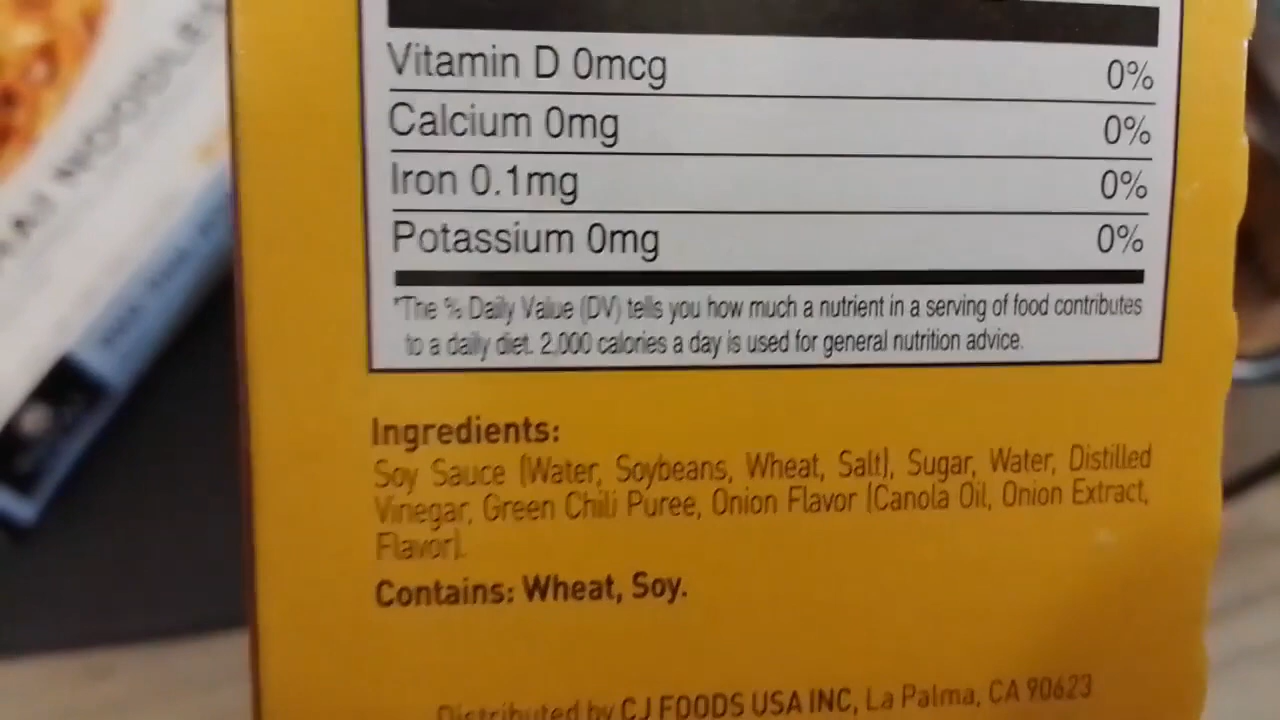 Vitamin D 0mcg 0%
Calcium 0mg 0%
Iron 0.1mg 0%
Potassium 0mg 0%
*The % Daily Value (DV) tells you how much a nutrient in a serving of food contributes
to a daily diet. 2,000 calories a day is used for general nutrition advice.
Ingredients:
Soy Sauce (Water, Soybeans, Wheat, Salt), Sugar, Water, Distilled
Vinegar, Green Chili Puree, Onion Flavor (Canola Oil, Onion Extract,
Flavor).
Contains: Wheat, Soy.
Distributed by CJ FOODS USA INC, La Palma, CA 90623